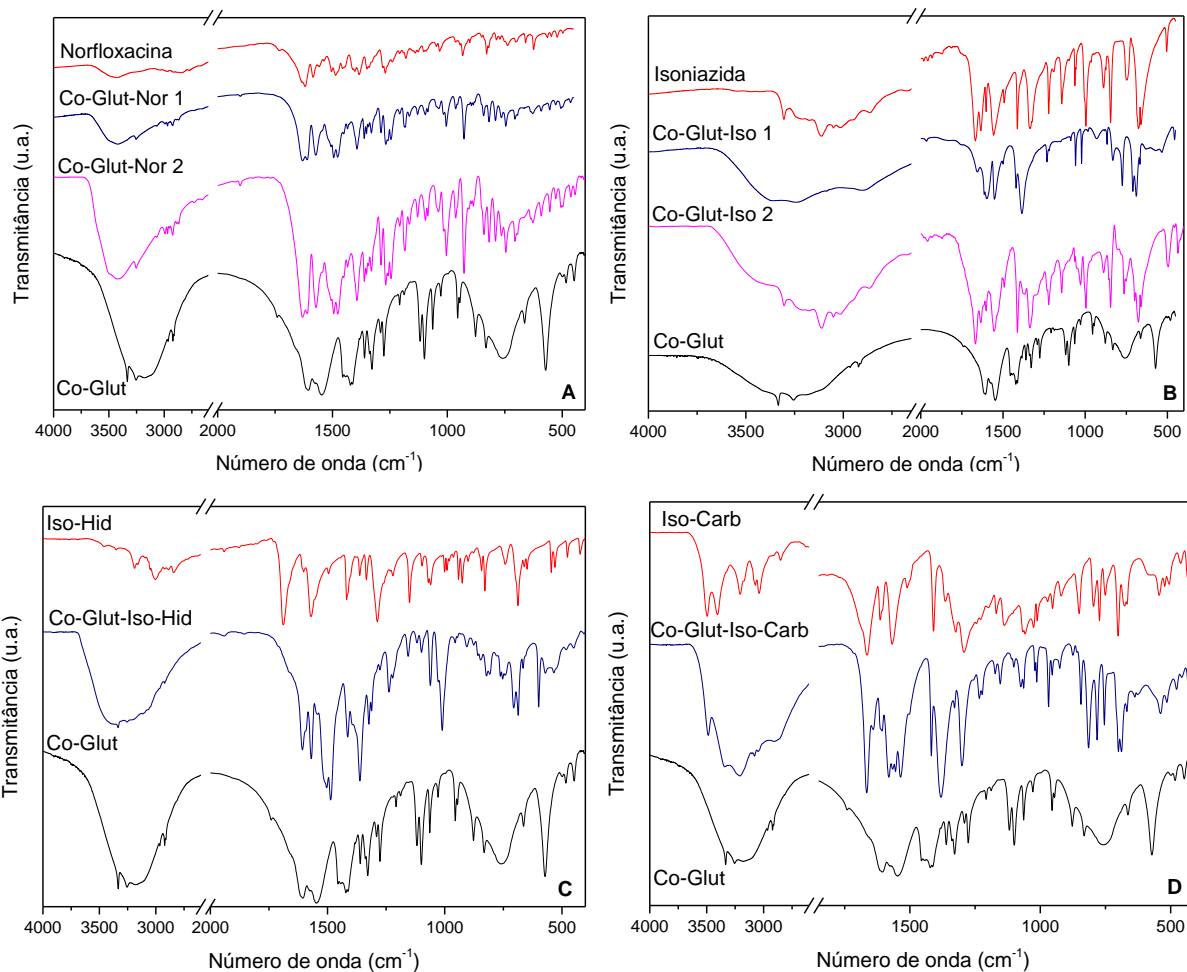 Norfloxacina
Co-Glut-Nor 1
Co-Glut-Nor 2
Co-Glut
A
4000 3500 3000 2000 1500 1000 500
Número de onda (cm-1)
Transmitância (u.a.)
Isoniazida
Co-Glut-Iso 1
Co-Glut-Iso 2
Co-Glut
B
4000 3500 3000 1500 1000 500
Número de onda (cm-1)
Transmitância (u.a.)
Iso-Hid
Co-Glut-Iso-Hid
Co-Glut
C
4000 3500 3000 2000 1500 1000 500
Número de onda (cm-1)
Transmitância (u.a.)
Iso-Carb
Co-Glut-Iso-Carb
Co-Glut
D
4000 3500 3000 1500 1000 500
Número de onda (cm-1)
Transmitância (u.a.)